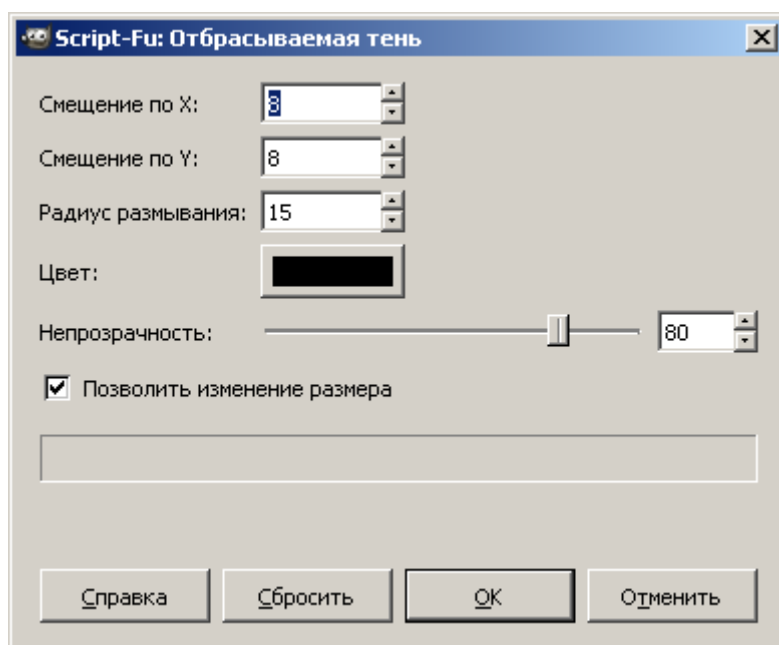 Script-Fu: Отбрасываемая тень
Смещение по X: 8
Смещение по Y: 8
Радиус размывания: 15
Цвет:
Непрозрачность: 80
Позволить изменение размера
Справка Сбросить OK Отменить